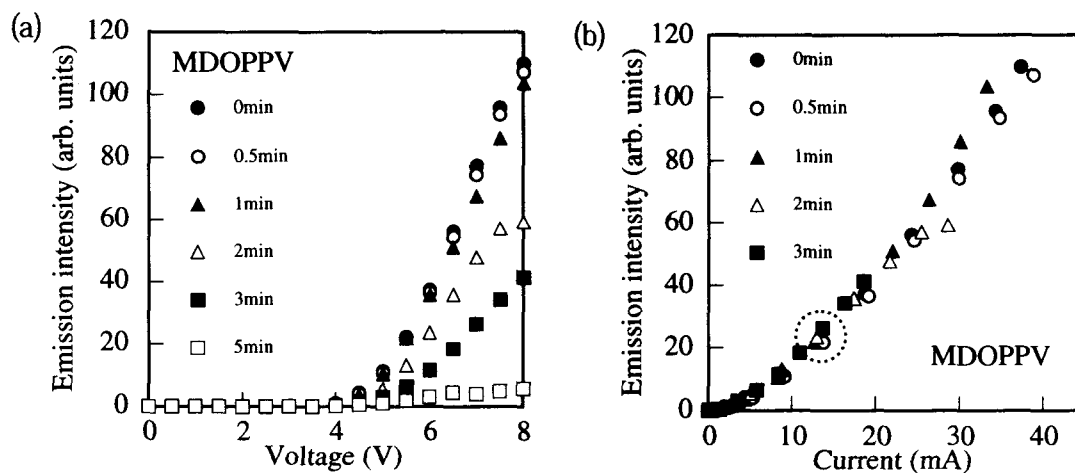 (a)
Emission intensity (arb. units)
120
100
80
60
40
20
0
MDOPPV
0min
0.5min
1min
2min
3min
5min
0 2 4 6 8
Voltage (V)
(b)
Emission intensity (arb. units)
120
100
80
60
40
20
0
0min
0.5min
1min
2min
3min
MDOPPV
0 10 20 30 40
Current (mA)